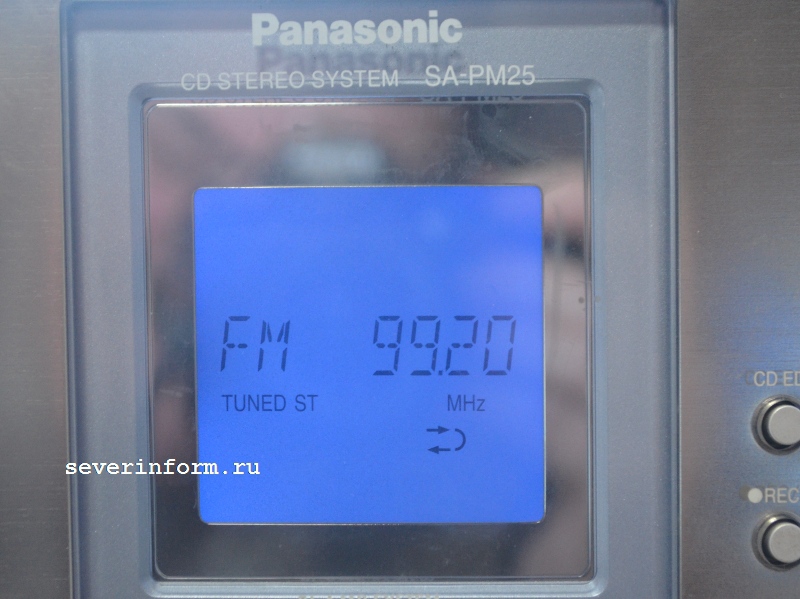 Panasonic
CD STEREO SYSTEM SA-PM25
FM 99.20
TUNED ST MHz
severinform.ru
CD ED
REC